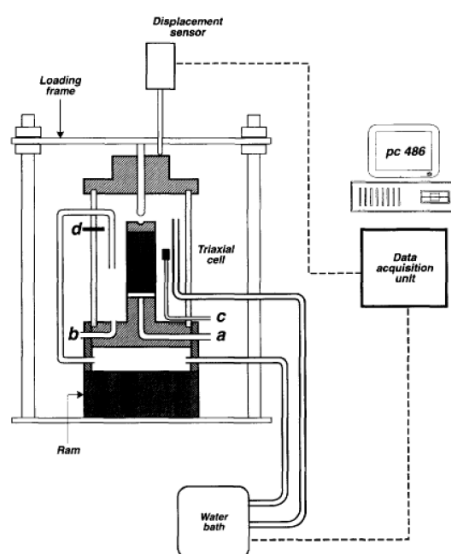 Displacement
sensor
Loading
frame
pc 486
d
Triaxial
cell
Data
acquisition
unit
c
b
a
Ram
Water
bath